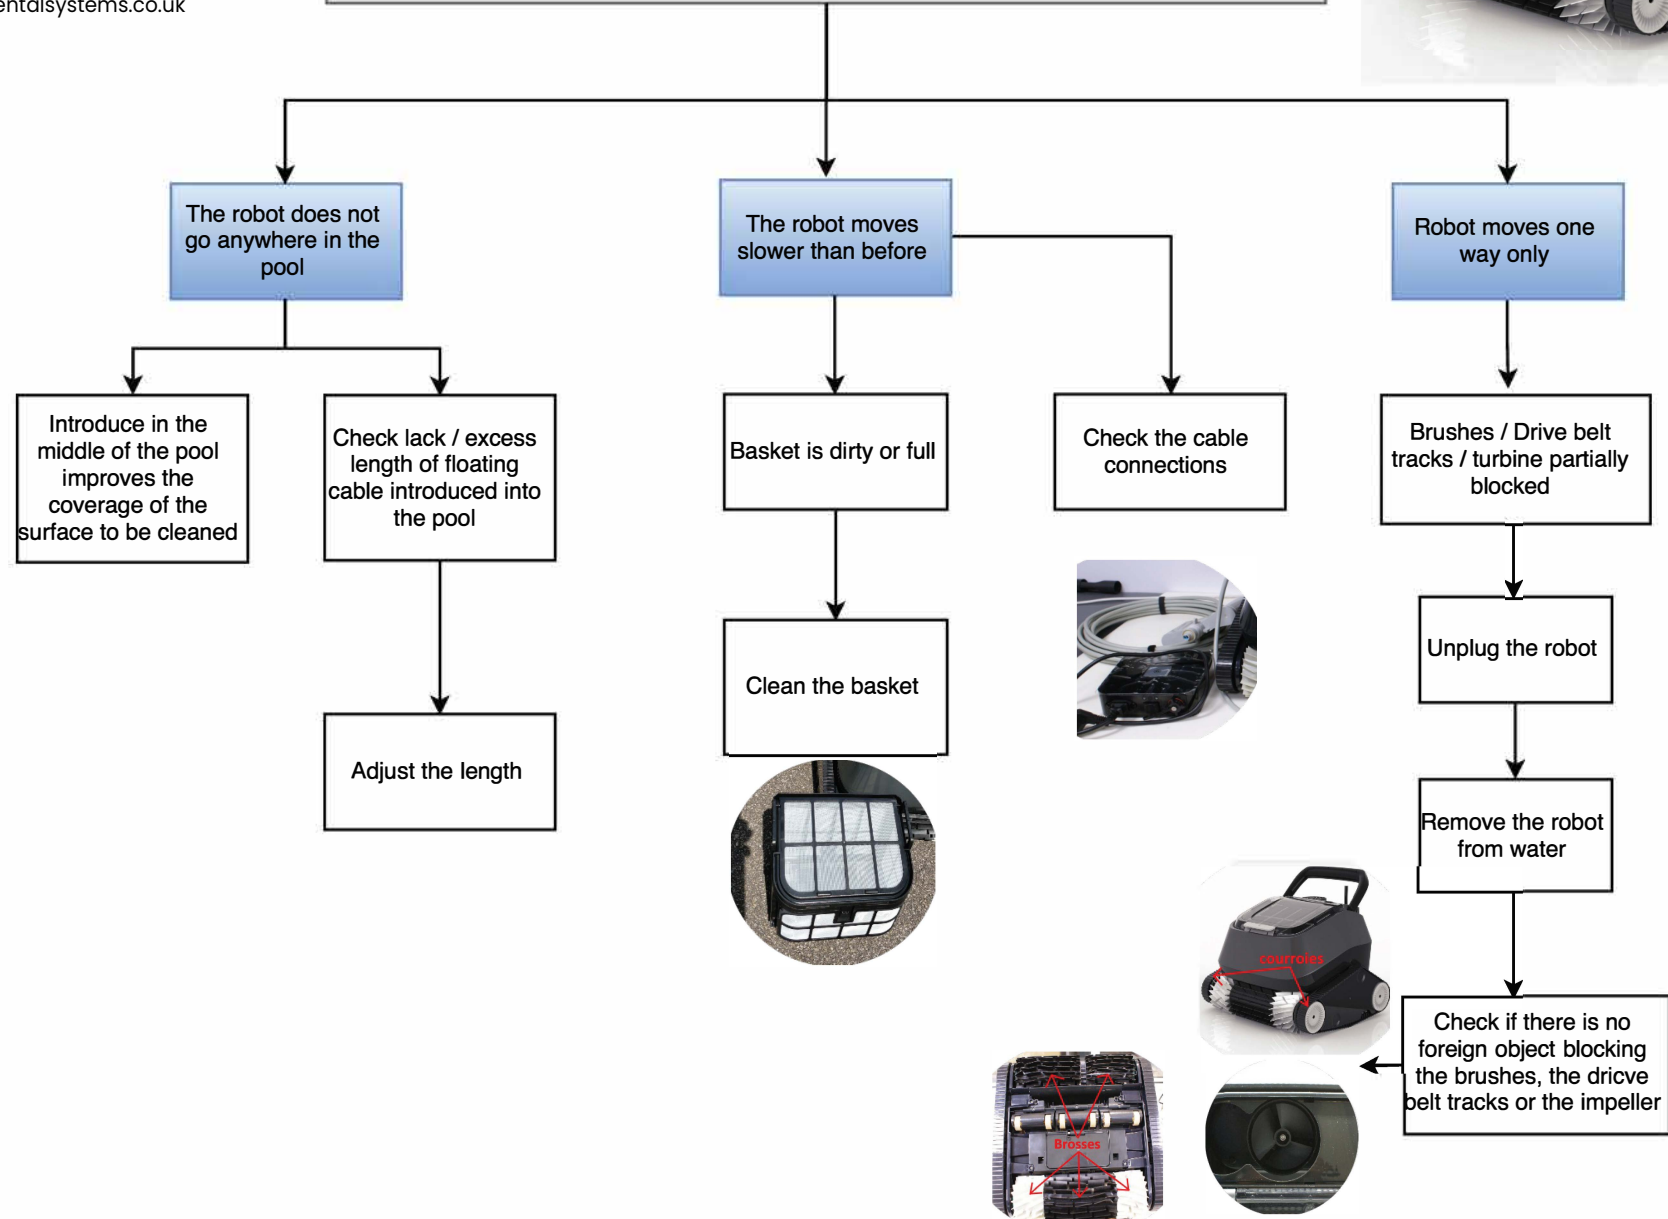 entalsystems.co.uk
The robot does not
go anywhere in the
pool
The robot moves
slower than before
Robot moves one
way only
Introduce in the
middle of the pool
improves the
coverage of the
surface to be cleaned
Check lack / excess
length of floating
cable introduced into
the pool
Basket is dirty or full
Check the cable
connections
Brushes / Drive belt
tracks / turbine partially
blocked
Unplug the robot
Clean the basket
Adjust the length
Remove the robot
from water
courroies
Check if there is no
foreign object blocking
the brushes, the dricve
belt tracks or the impeller
Brosses